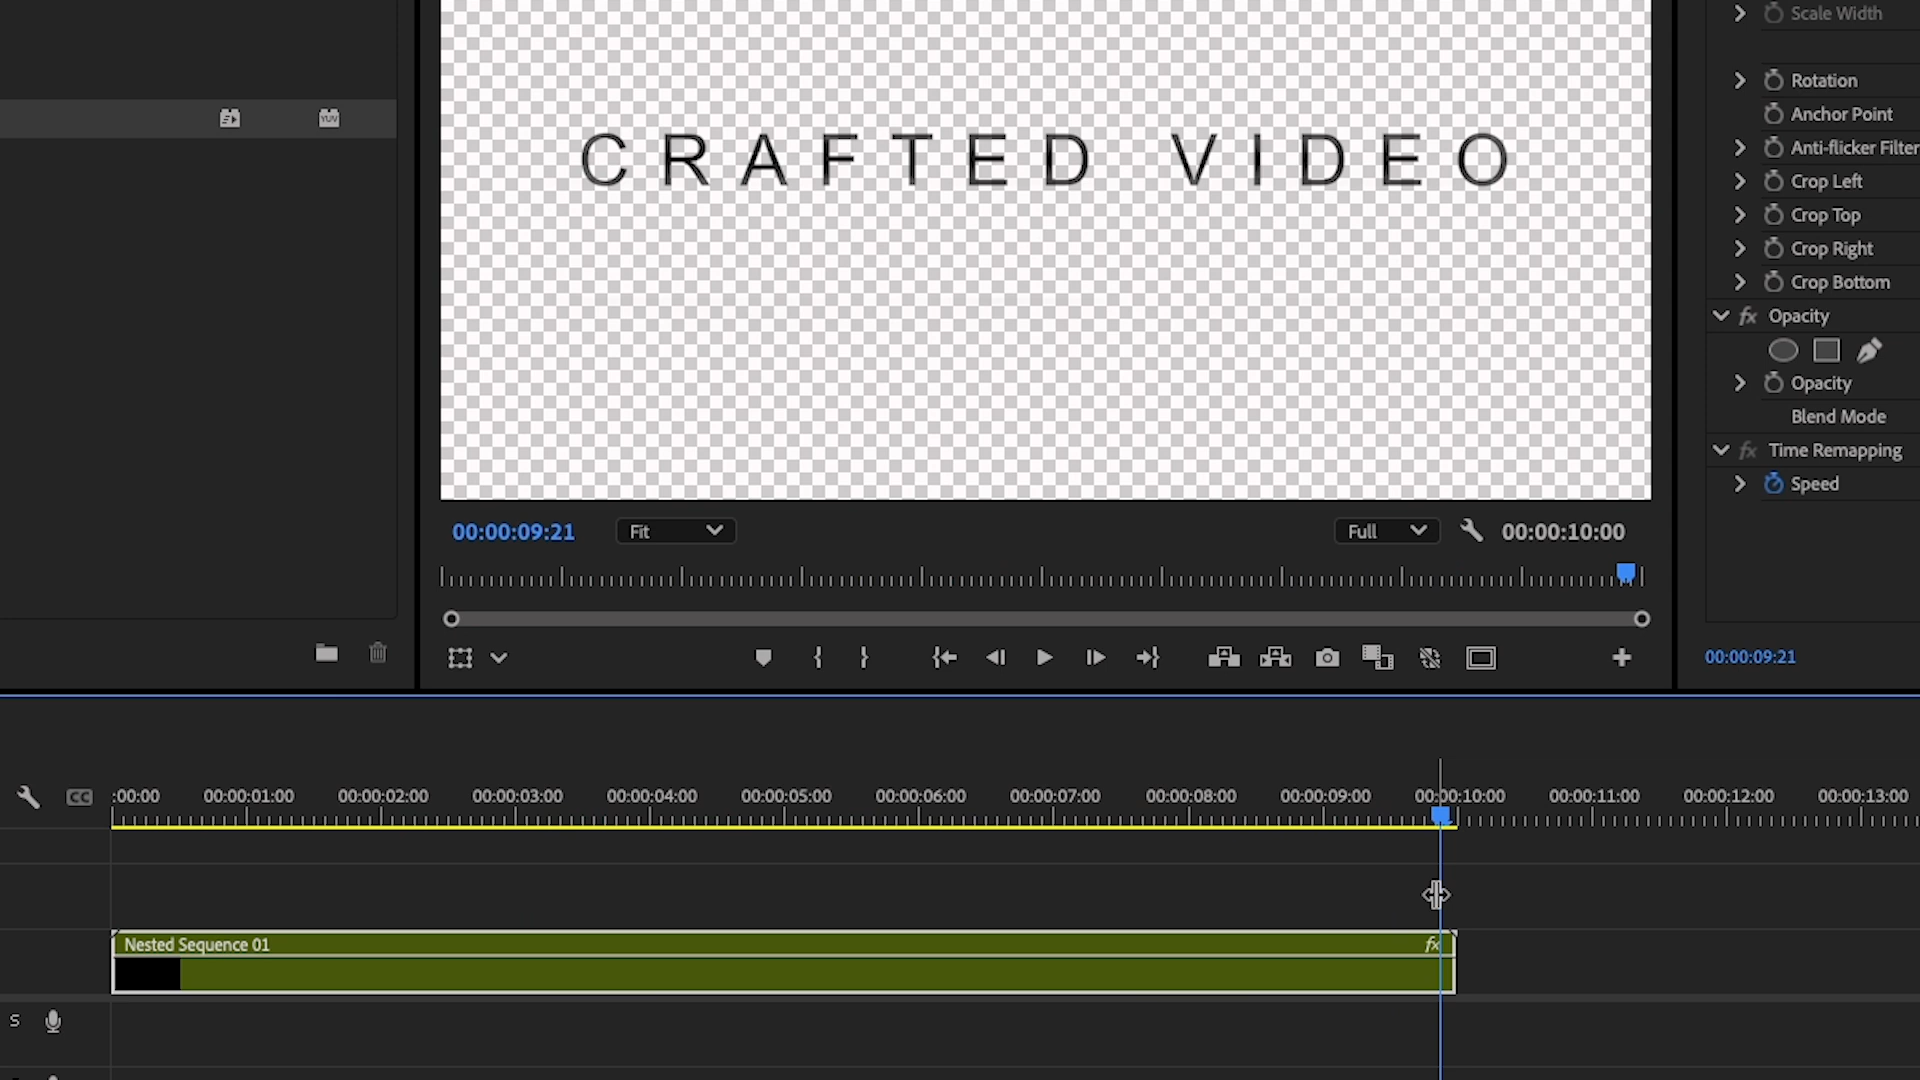 Scale Width
YUV
Rotation
CRAFTED VIDEO
Anchor Point
Anti-flicker Filter
Crop Left
Crop Top
Crop Right
Crop Bottom
fx Opacity
Opacity
Blend Mode
fx Time Remapping
Speed
00:00:09:21 Fit Full 00:00:10:00
00:00:09:21
CC :00:00 00:00:01:00 00:00:02:00 00:00:03:00 00:00:04:00 00:00:05:00 00:00:06:00 00:00:07:00 00:00:08:00 00:00:09:00 00:00:10:00 00:00:11:00 00:00:12:00 00:00:13:00
Nested Sequence 01 fx
S